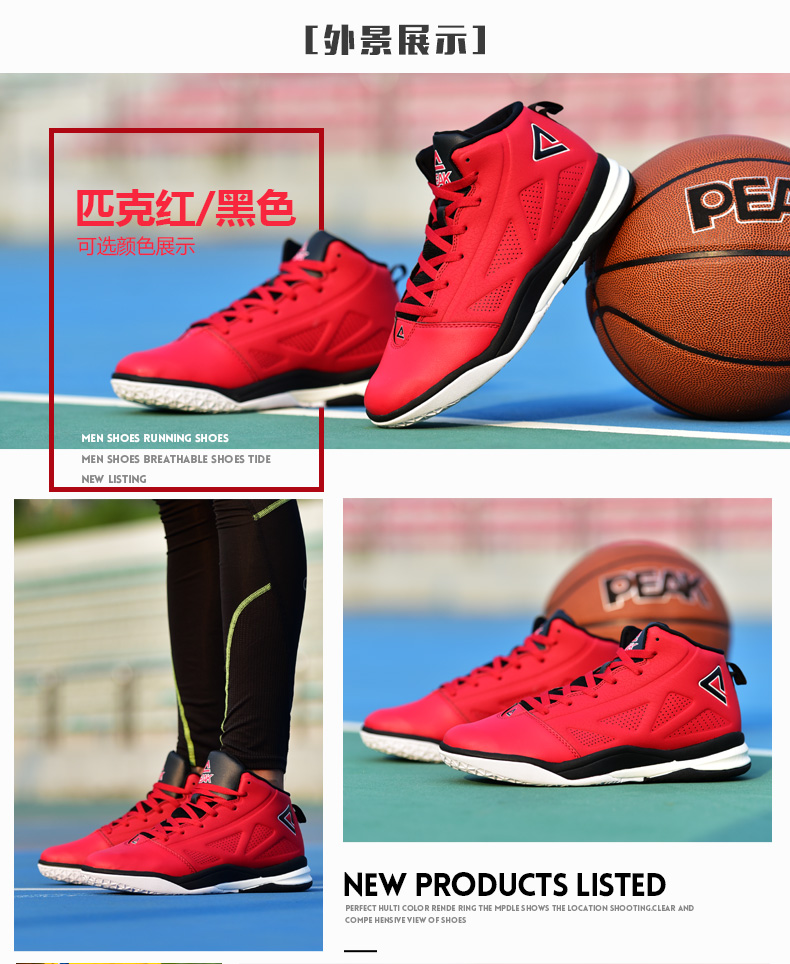 [外景展示]
匹克红/黑色
可选颜色展示
PEAK
PEA
MEN SHOES RUNNING SHOES
MEN SHOES BREATHABLE SHOES TIDE
NEW LISTING
PEAK
PEAK
NEW PRODUCTS LISTED
PERFECT HULTI COLOR RENDE RING THE MPDLE SHOWS THE LOCATION SHOOTING.CLEAR AND
COMPE HENSIVE VIEW OF SHOES